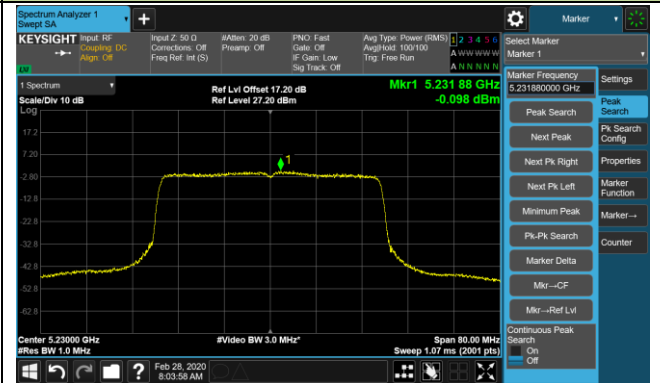 Spectrum Analyzer 1
Swept SA
Marker
KEYSIGHT
Input: RF
Coupling: DC
Align: Off
Input Z: 50 Ω
Corrections: Off
Freq Ref: Int (S)
#Atten: 20 dB
Preamp: Off
PNO: Fast
Gate: Off
IF Gain: Low
Sig Track: Off
Avg Type: Power (RMS)
Avg|Hold: 100/100
Trig: Free Run
1 2 3 4 5 6
A W W W W W
A N N N N N
Select Marker
Marker 1
1 Spectrum
Scale/Div 10 dB
Log
Ref Lvl Offset 17.20 dB
Ref Level 27.20 dBm
Mkr1 5.231 88 GHz
-0.098 dBm
17.2
7.20
-2.80
-12.8
-22.8
-32.8
-42.8
-52.8
-62.8
1
Center 5.23000 GHz
#Res BW 1.0 MHz
#Video BW 3.0 MHz*
Span 80.00 MHz
Sweep 1.07 ms (2001 pts)
Marker Frequency
5.231880000 GHz
Peak Search
Next Peak
Next Pk Right
Next Pk Left
Minimum Peak
Pk-Pk Search
Marker Delta
Mkr→CF
Mkr→Ref Lvl
Continuous Peak
Search
On
Off
Settings
Peak
Search
Pk Search
Config
Properties
Marker
Function
Marker→
Counter
Feb 28, 2020
8:03:58 AM